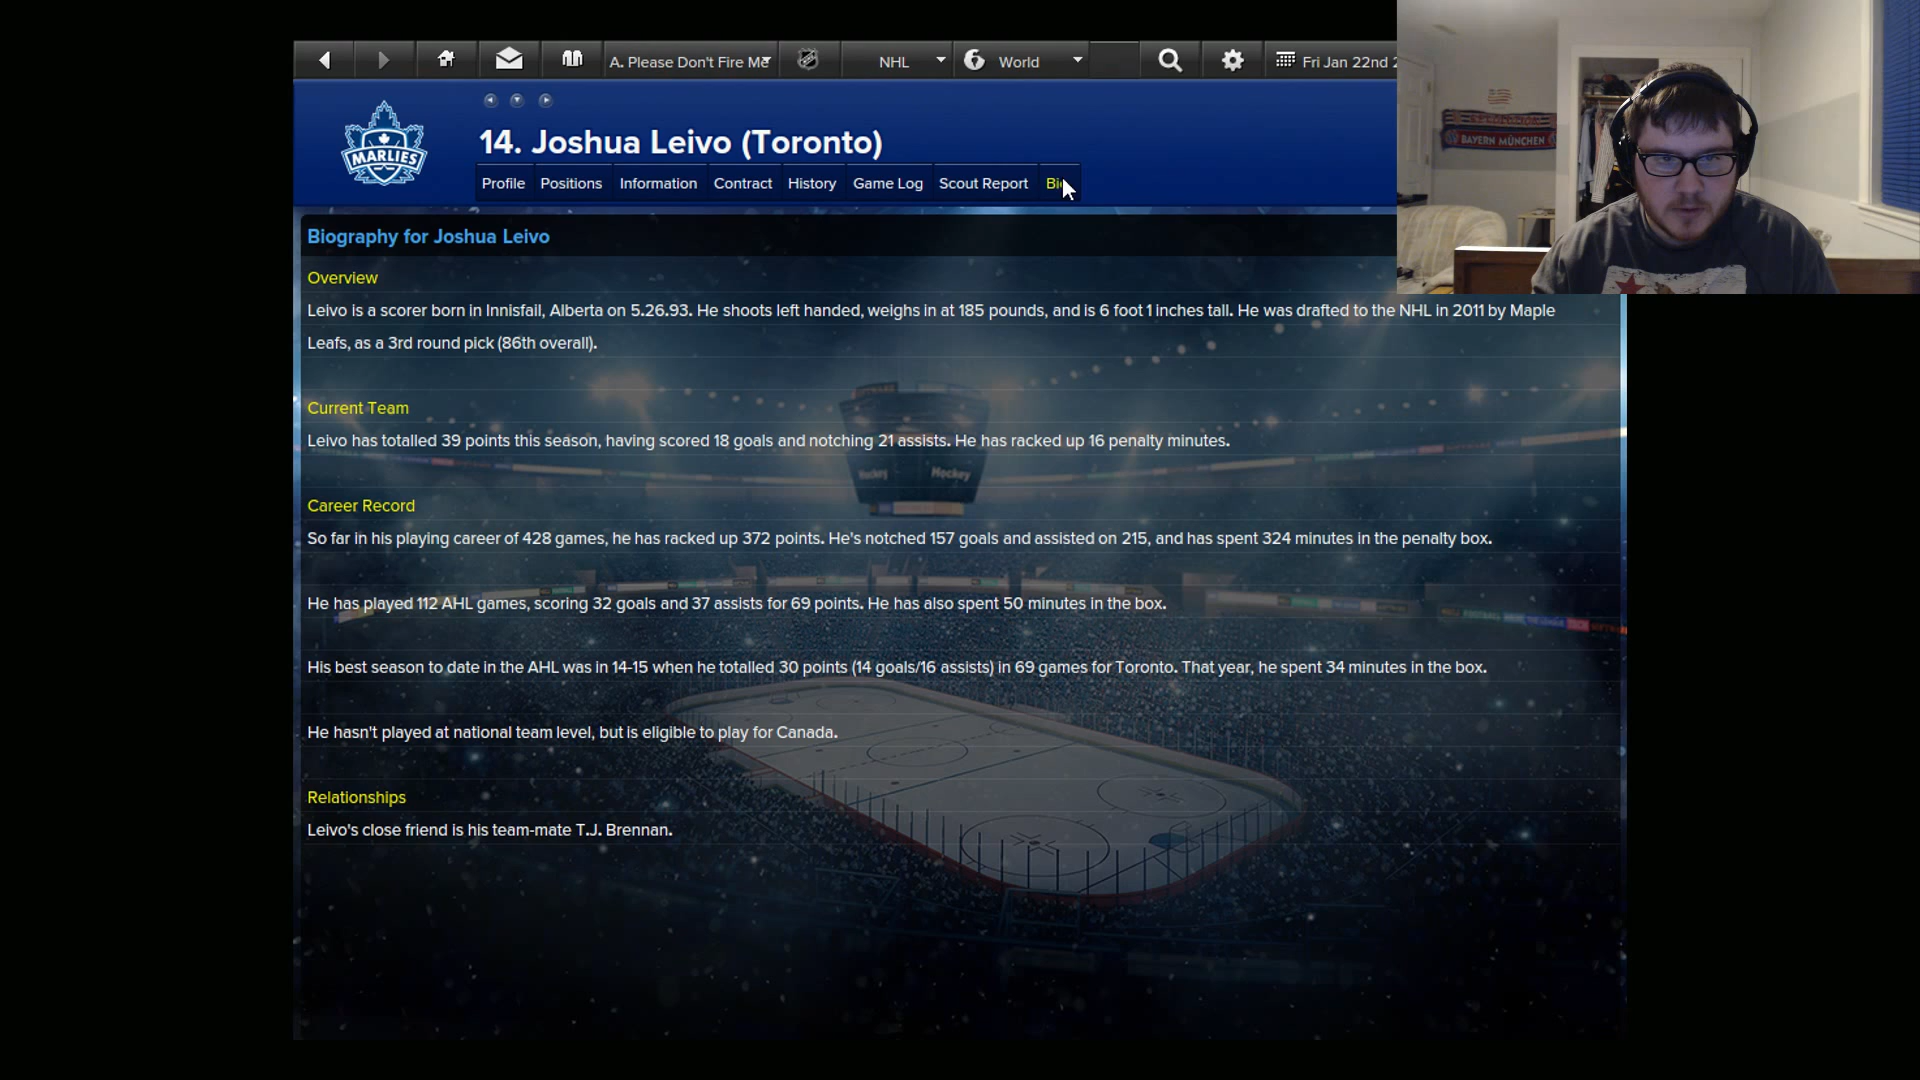 A. Please Don't Fire Me
NHL
World
Fri Jan 22nd 2
MARLIES
14. Joshua Leivo (Toronto)
Profile Positions Information Contract History Game Log Scout Report Bio
BAYERN MÜNCHEN
Biography for Joshua Leivo
Overview
Leivo is a scorer born in Innisfail, Alberta on 5.26.93. He shoots left handed, weighs in at 185 pounds, and is 6 foot 1 inches tall. He was drafted to the NHL in 2011 by Maple
Leafs, as a 3rd round pick (86th overall).
Current Team
Leivo has totalled 39 points this season, having scored 18 goals and notching 21 assists. He has racked up 16 penalty minutes.
Hockey Hockey
Career Record
So far in his playing career of 428 games, he has racked up 372 points. He's notched 157 goals and assisted on 215, and has spent 324 minutes in the penalty box.
He has played 112 AHL games, scoring 32 goals and 37 assists for 69 points. He has also spent 50 minutes in the box.
His best season to date in the AHL was in 14-15 when he totalled 30 points (14 goals/16 assists) in 69 games for Toronto. That year, he spent 34 minutes in the box.
He hasn't played at national team level, but is eligible to play for Canada.
Relationships
Leivo's close friend is his team-mate T.J. Brennan.